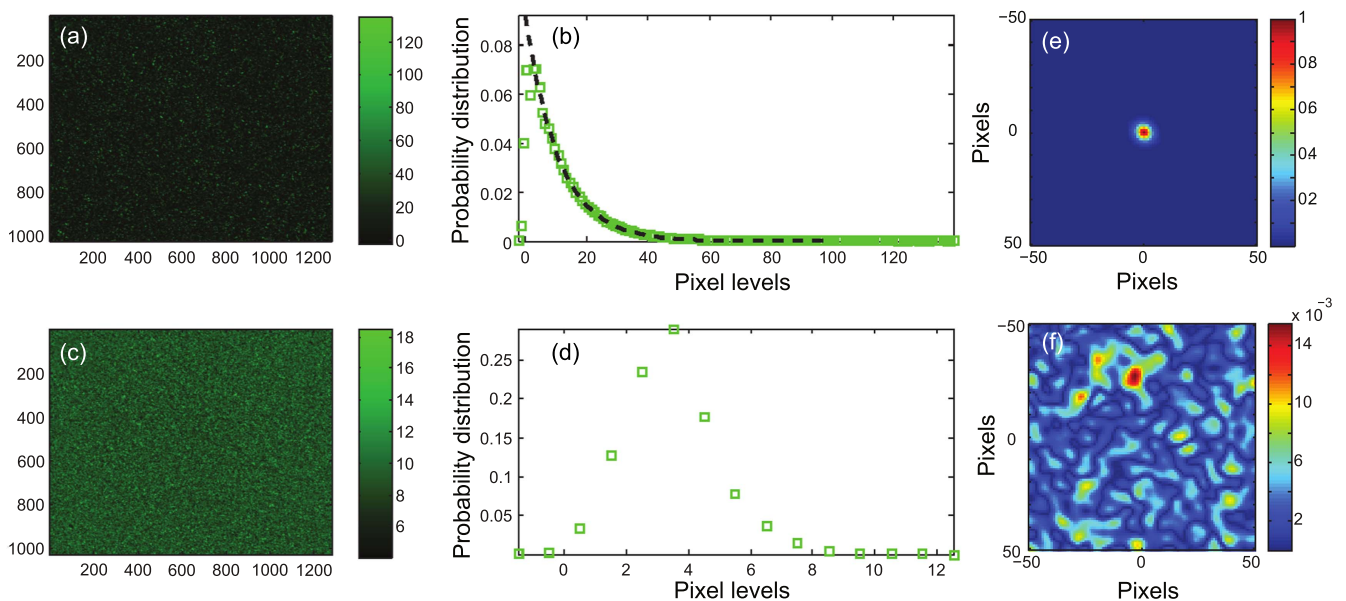 (a)
200
400
600
800
1000
200 400 600 800 1000 1200
120
100
80
60
40
20
0
(b)
Probability distribution
0.08
0.06
0.04
0.02
0
0 20 40 60 80 100 120
Pixel levels
(e)
Pixels
−50
0
50
−50 0 50
Pixels
1
08
06
04
02
(c)
200
400
600
800
1000
200 400 600 800 1000 1200
18
16
14
12
10
8
6
(d)
Probability distribution
0.25
0.2
0.15
0.1
0.05
0 2 4 6 8 10 12
Pixel levels
(f)
Pixels
−50
0
50
−50 0 50
Pixels
x 10−3
14
10
6
2